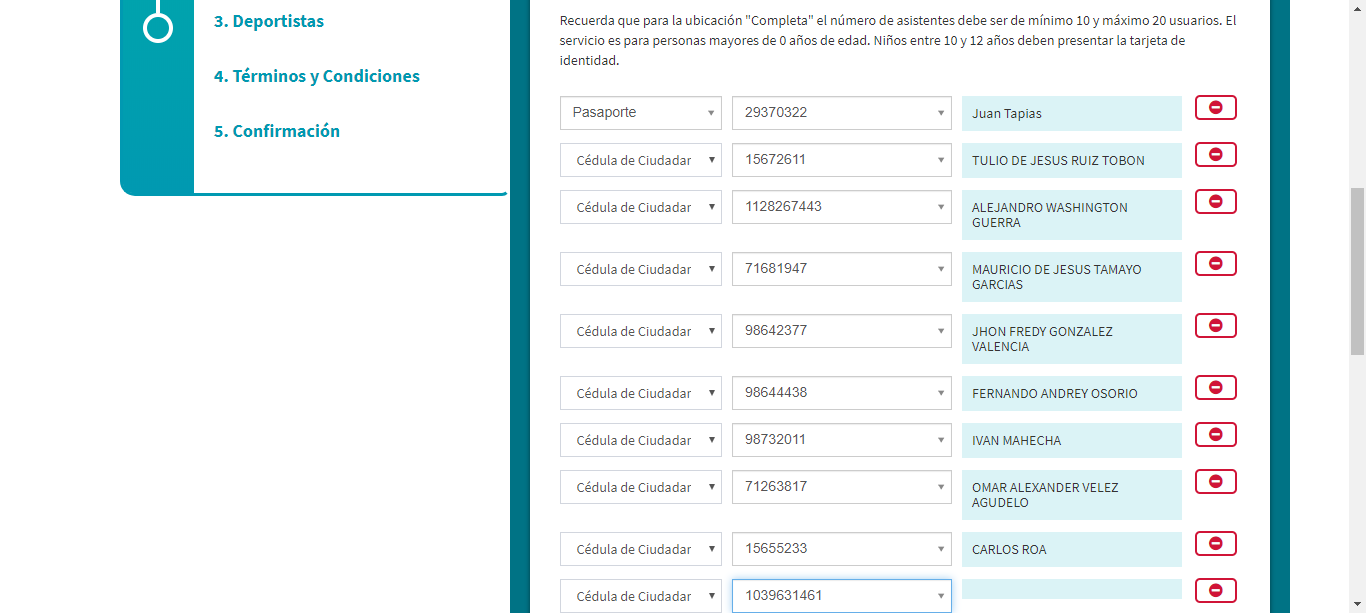 3. Deportistas
4. Términos y Condiciones
5. Confirmación
Recuerda que para la ubicación "Completa" el número de asistentes debe ser de mínimo 10 y máximo 20 usuarios. El
servicio es para personas mayores de 0 años de edad. Niños entre 10 y 12 años deben presentar la tarjeta de
identidad.
Pasaporte 29370322 Juan Tapias
Cédula de Ciudadar 15672611 TULIO DE JESUS RUIZ TOBON
Cédula de Ciudadar 1128267443 ALEJANDRO WASHINGTON
GUERRA
Cédula de Ciudadar 71681947 MAURICIO DE JESUS TAMAYO
GARCIAS
Cédula de Ciudadar 98642377 JHON FREDY GONZALEZ
VALENCIA
Cédula de Ciudadar 98644438 FERNANDO ANDREY OSORIO
Cédula de Ciudadar 98732011 IVAN MAHECHA
Cédula de Ciudadar 71263817 OMAR ALEXANDER VELEZ
AGUDELO
Cédula de Ciudadar 15655233 CARLOS ROA
Cédula de Ciudadar 1039631461